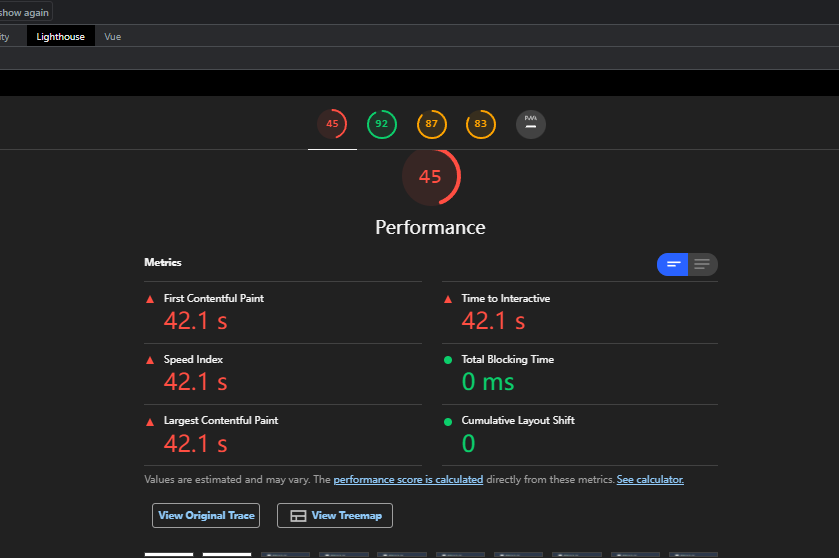 show again
ity Lighthouse Vue
45 92 87 83 PWA
45
Performance
Metrics
First Contentful Paint
42.1 s
Time to Interactive
42.1 s
Speed Index
42.1 s
Total Blocking Time
0 ms
Largest Contentful Paint
42.1 s
Cumulative Layout Shift
0
Values are estimated and may vary. The performance score is calculated directly from these metrics. See calculator.
View Original Trace View Treemap